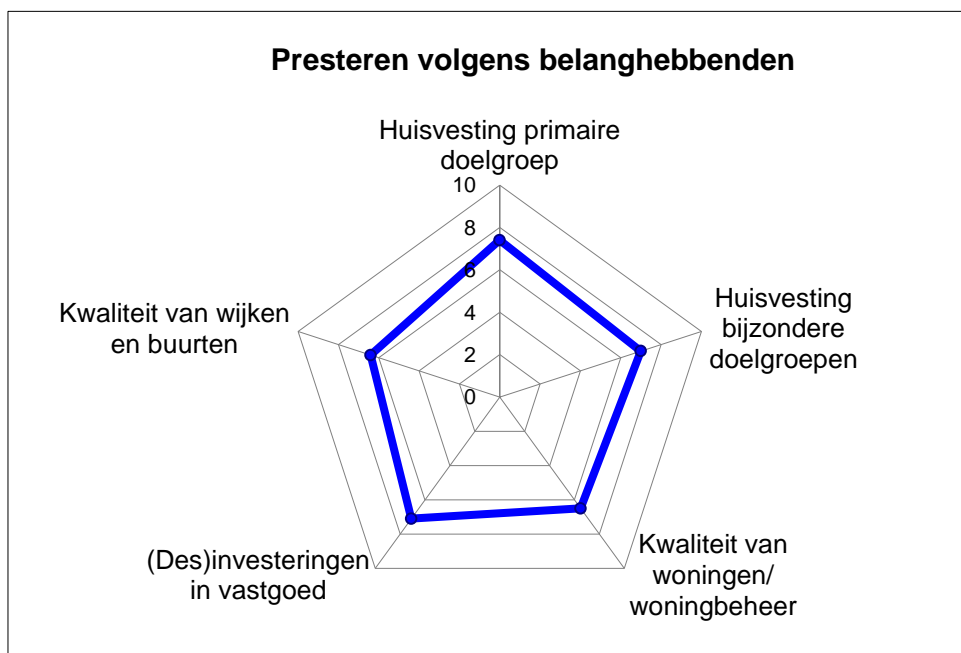 Presteren volgens belanghebbenden
Huisvesting primaire
doelgroep
10
8
6
4
2
0
Huisvesting
bijzondere
doelgroepen
Kwaliteit van
woningen/
woningbeheer
(Des)investeringen
in vastgoed
Kwaliteit van wijken
en buurten